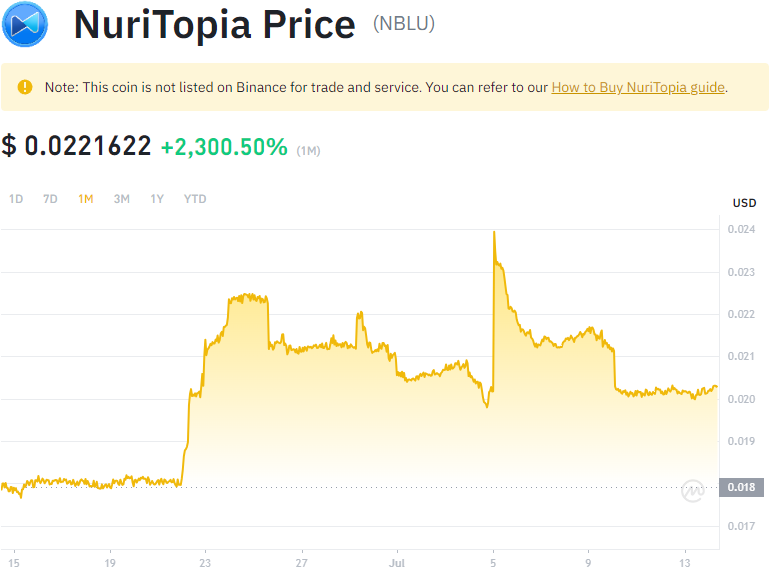 NuriTopia Price (NBLU)
Note: This coin is not listed on Binance for trade and service. You can refer to our How to Buy NuriTopia guide.
$ 0.0221622 +2,300.50% (1M)
1D 7D 1M 3M 1Y YTD
USD
0.024
0.023
0.022
0.021
0.020
0.019
0.018
0.017
15 19 23 27 Jul 5 9 13